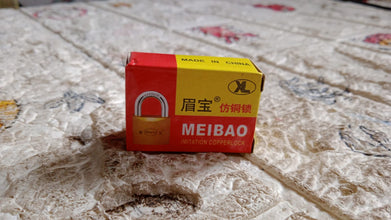 MADE IN CHINA
XL
眉宝® 仿铜锁
MEIBAO
IMITATION COPPERLOCK